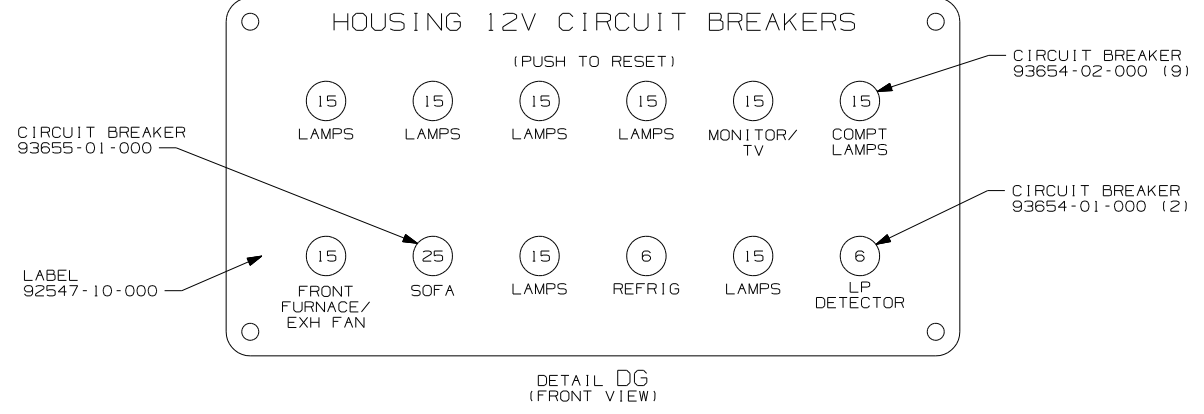 HOUSING 12V CIRCUIT BREAKERS
(PUSH TO RESET)
CIRCUIT BREAKER
93654-02-000 (9)
15 15 15 15 15 15
LAMPS LAMPS LAMPS LAMPS MONITOR/
TV COMPT
LAMPS
CIRCUIT BREAKER
93655-01-000
CIRCUIT BREAKER
93654-01-000 (2)
15 25 15 6 15 6
FRONT
FURNACE/
EXH FAN
SOFA
LAMPS
REFRIG
LAMPS
LP
DETECTOR
LABEL
92547-10-000
DETAIL DG
(FRONT VIEW)